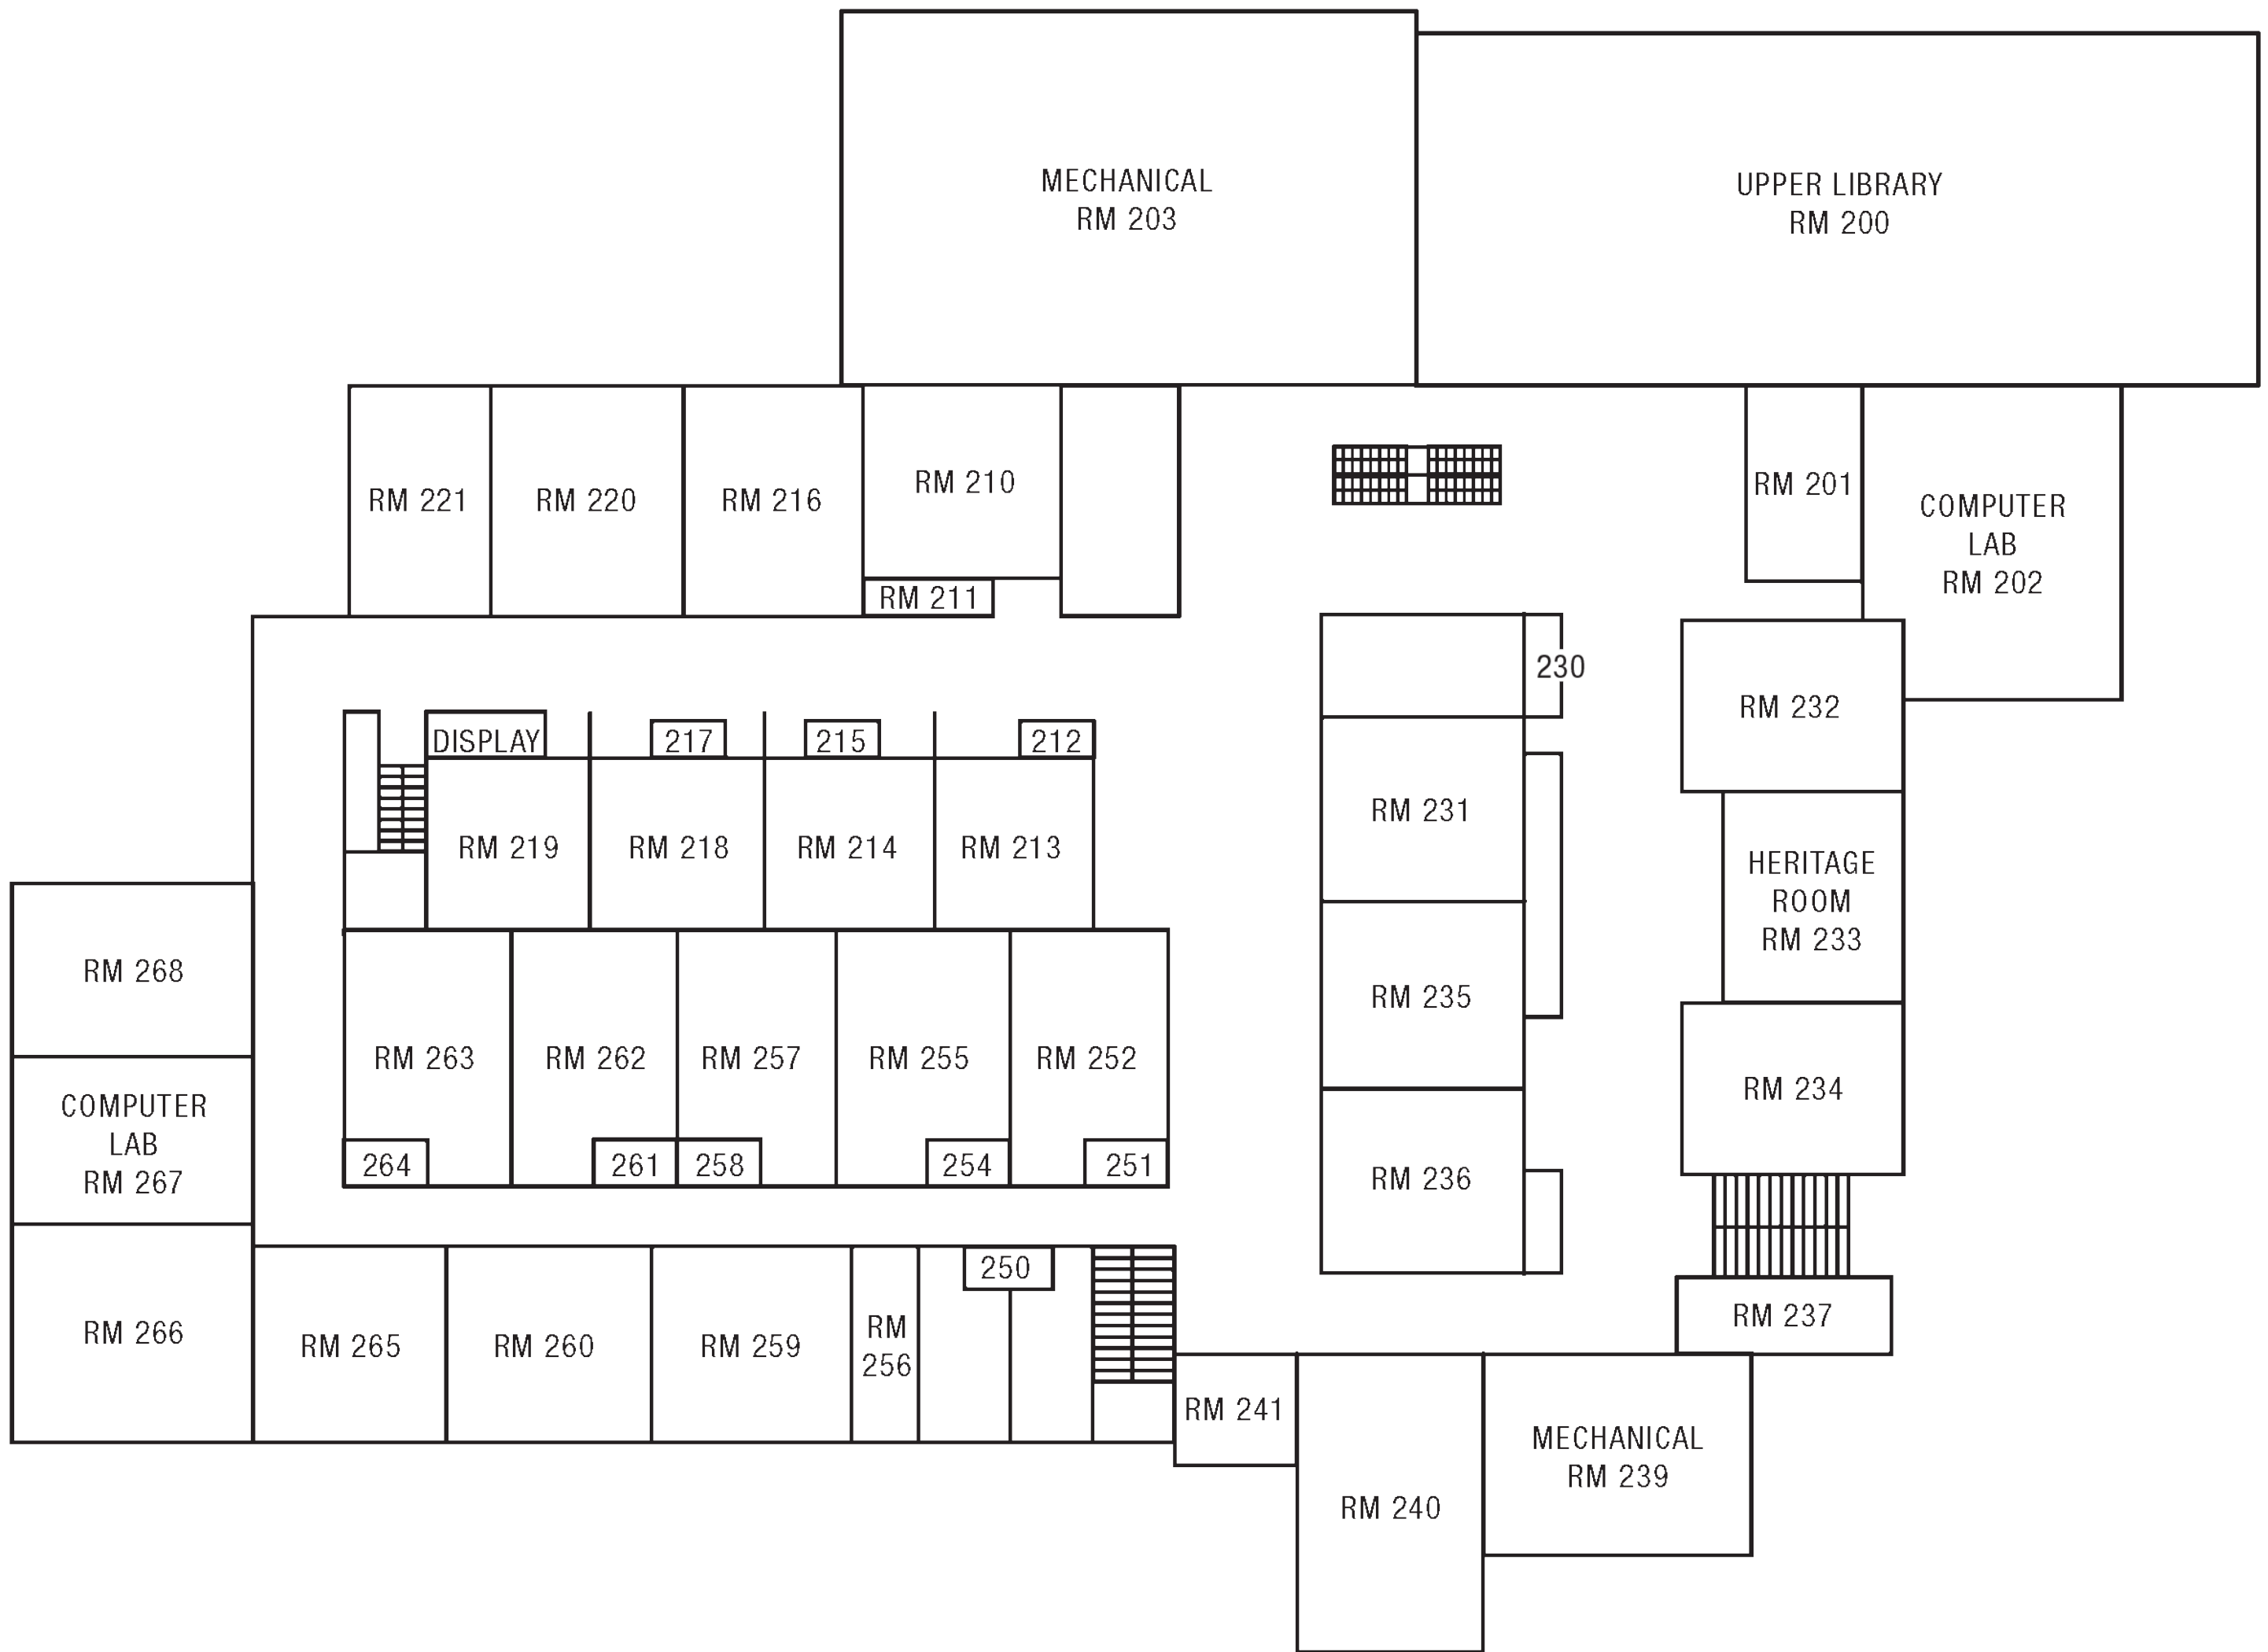 MECHANICAL
RM 203
UPPER LIBRARY
RM 200
RM 221
RM 220
RM 216
RM 210
RM 211
RM 201
COMPUTER
LAB
RM 202
230
RM 232
DISPLAY
217
215
212
RM 219
RM 218
RM 214
RM 213
RM 231
HERITAGE
ROOM
RM 233
RM 268
RM 235
RM 263
RM 262
RM 257
RM 255
RM 252
COMPUTER
LAB
RM 267
RM 234
264
261
258
254
251
RM 236
250
RM 266
RM 265
RM 260
RM 259
RM
256
RM 237
RM 241
MECHANICAL
RM 239
RM 240